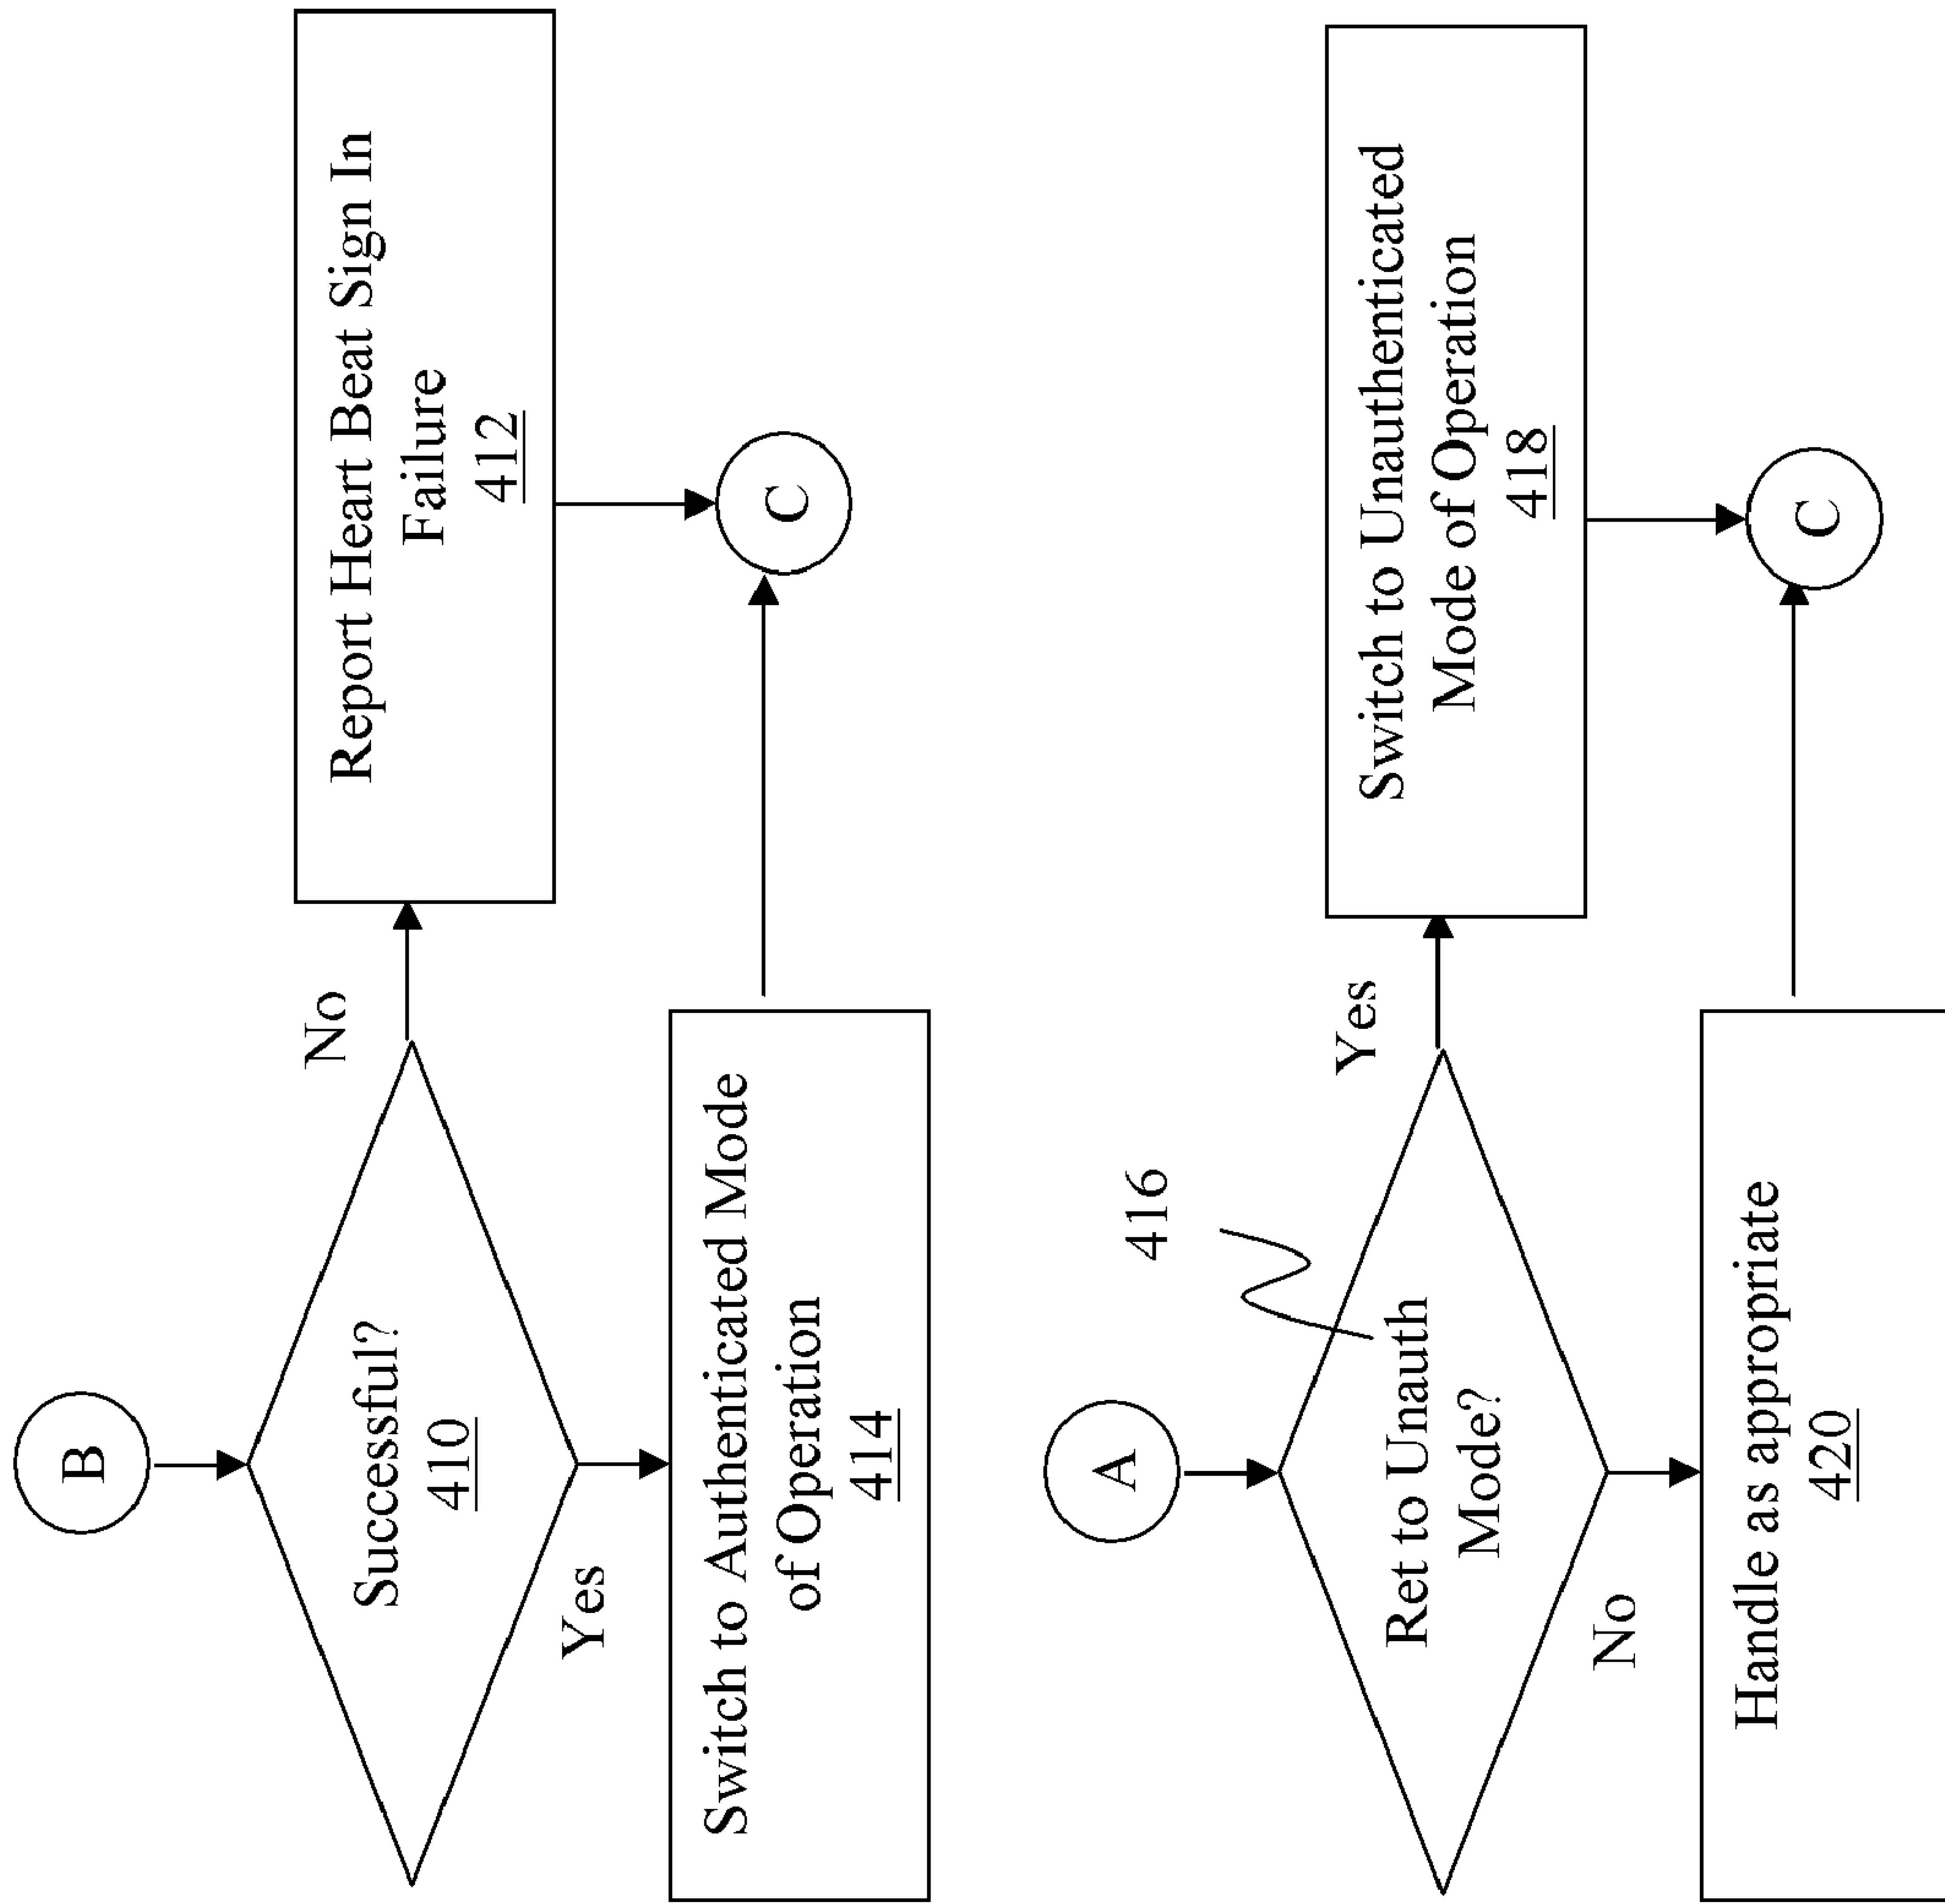 B
Successful?
410
No
Report Heart Beat Sign In
Failure
412
Yes
Switch to Authenticated Mode
of Operation
414
C
A
416
Ret to Unauth
Mode?
Yes
Switch to Unauthenticated
Mode of Operation
418
No
Handle as appropriate
420
C